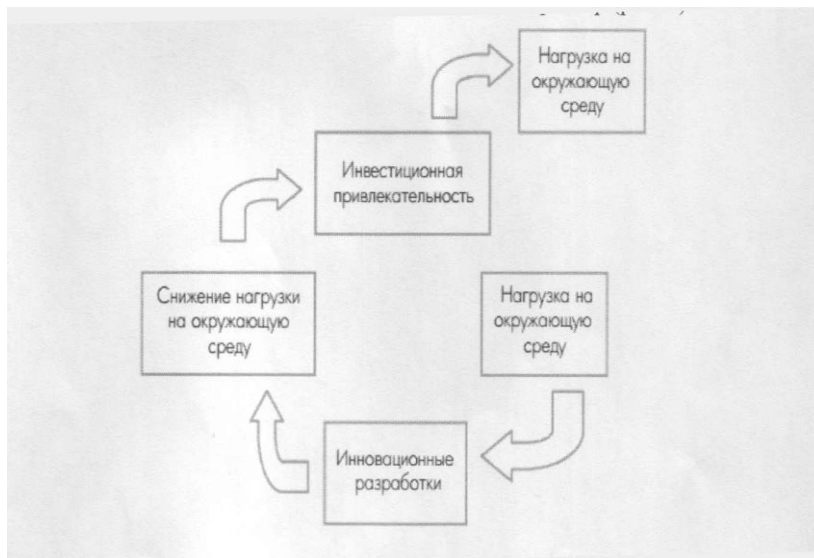 Нагрузка на
окружающую
среду
Инвестиционная
привлекательность
Снижение нагрузки
на окружающую
среду
Нагрузка на
окружающую
среду
Инновационные
разработки